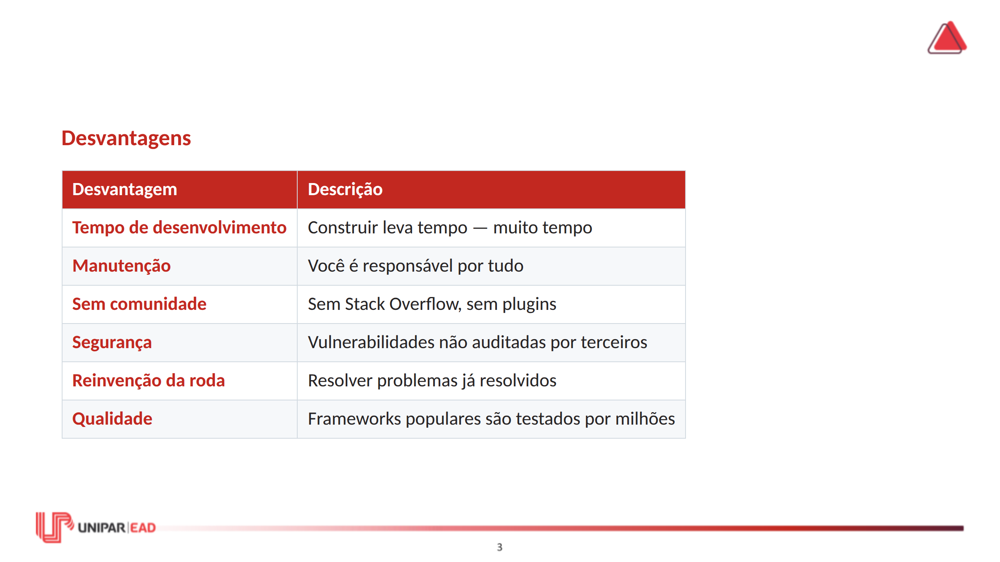 Desvantagens
Desvantagem Descrição
Tempo de desenvolvimento Construir leva tempo — muito tempo
Manutenção Você é responsável por tudo
Sem comunidade Sem Stack Overflow, sem plugins
Segurança Vulnerabilidades não auditadas por terceiros
Reinvenção da roda Resolver problemas já resolvidos
Qualidade Frameworks populares são testados por milhões
UNIPAR|EAD
3